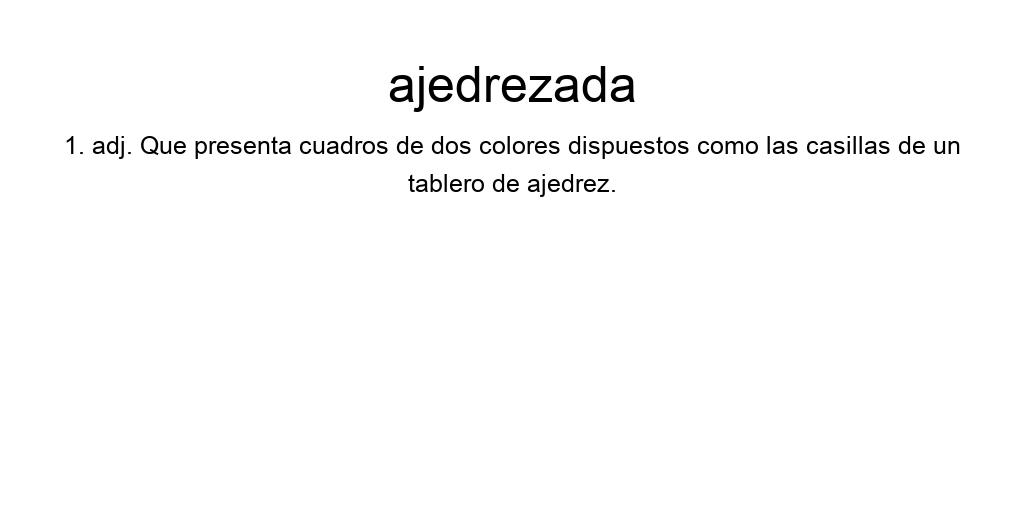 ajedrezada
1. adj. Que presenta cuadros de dos colores dispuestos como las casillas de un
tablero de ajedrez.